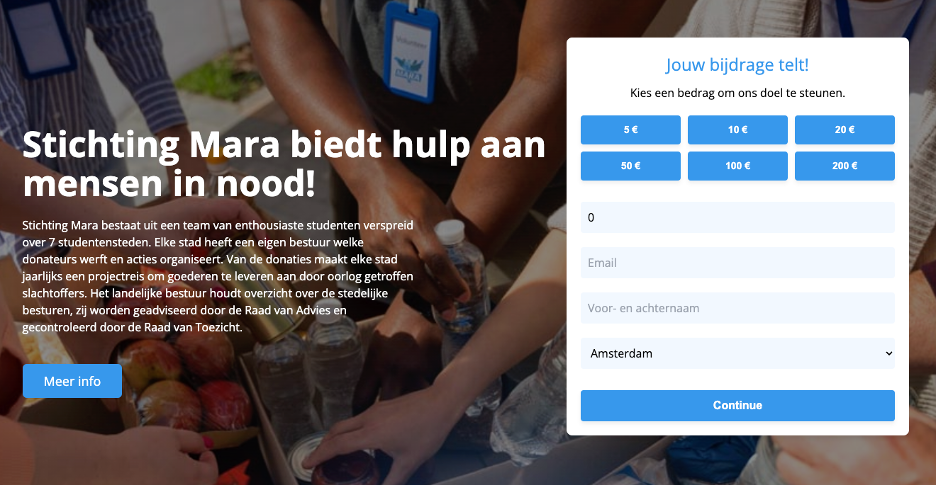 Volunteer
MARA
Stichting Mara biedt hulp aan
mensen in nood!
Stichting Mara bestaat uit een team van enthousiaste studenten verspreid
over 7 studentensteden. Elke stad heeft een eigen bestuur welke
donateurs werft en acties organiseert. Van de donaties maakt elke stad
jaarlijks een projectreis om goederen te leveren aan door oorlog getroffen
slachtoffers. Het landelijke bestuur houdt overzicht over de stedelijke
besturen, zij worden geadviseerd door de Raad van Advies en
gecontroleerd door de Raad van Toezicht.
Meer info
Jouw bijdrage telt!
Kies een bedrag om ons doel te steunen.
5 € 10 € 20 €
50 € 100 € 200 €
0
Email
Voor- en achternaam
Amsterdam
Continue